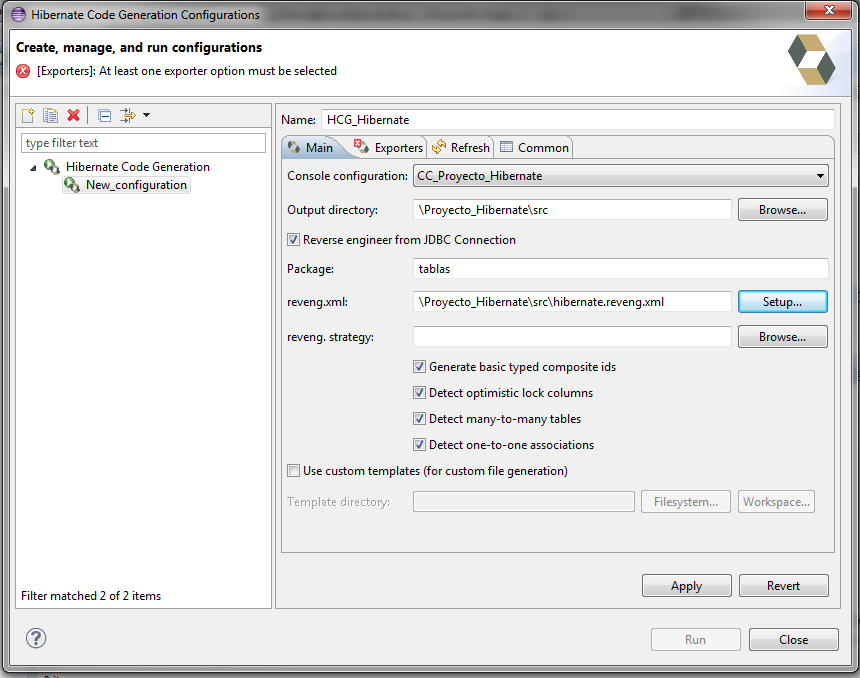 Hibernate Code Generation Configurations
Create, manage, and run configurations
[Exporters]: At least one exporter option must be selected
type filter text
Hibernate Code Generation
New_configuration
Filter matched 2 of 2 items
Name: HCG_Hibernate
Main Exporters Refresh Common
Console configuration: CC_Proyecto_Hibernate
Output directory: \Proyecto_Hibernate\src Browse...
Reverse engineer from JDBC Connection
Package: tablas
reveng.xml: \Proyecto_Hibernate\src\hibernate.reveng.xml Setup...
reveng. strategy: Browse...
Generate basic typed composite ids
Detect optimistic lock columns
Detect many-to-many tables
Detect one-to-one associations
Use custom templates (for custom file generation)
Template directory: Filesystem... Workspace...
Apply Revert
? Run Close